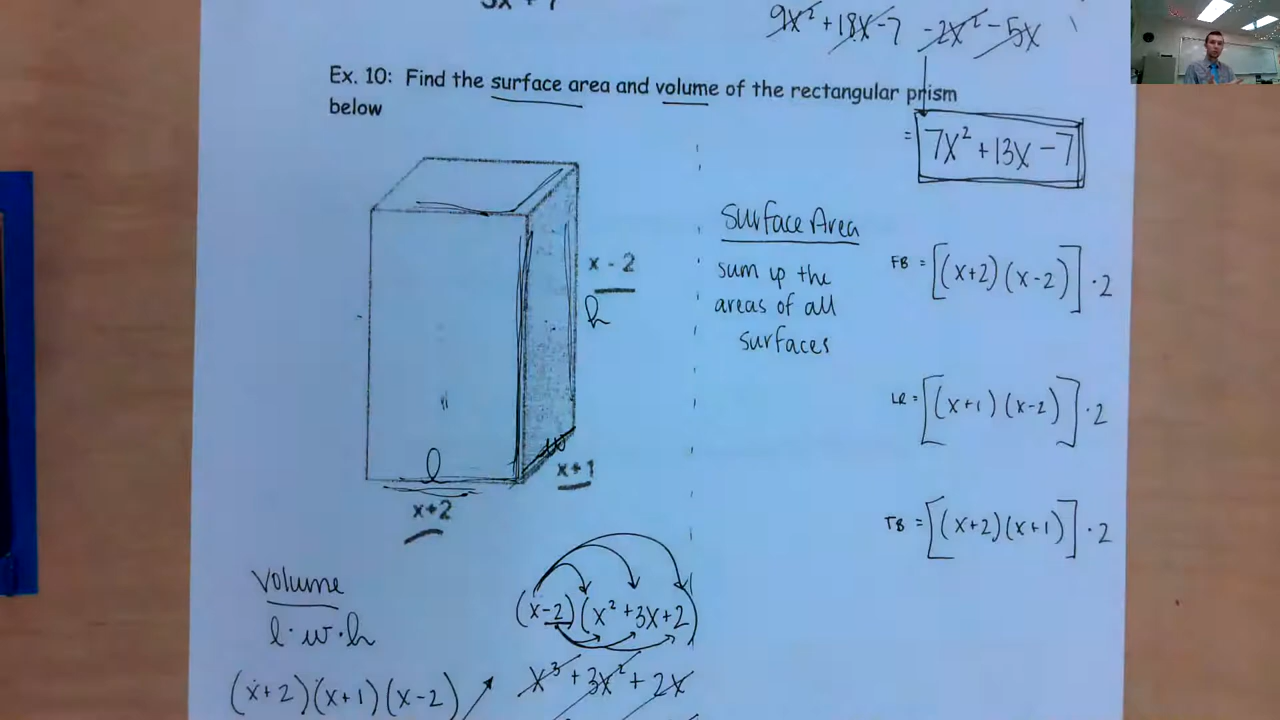 9x² + 18x - 7 - 2x² - 5x
Ex. 10: Find the surface area and volume of the rectangular prism
below
= 7x² + 13x - 7
x - 2
h
l
w
x+1
x+2
Surface Area
sum up the
areas of all
surfaces
FB = [(x+2)(x-2)] · 2
LR = [(x+1)(x-2)] · 2
TB = [(x+2)(x+1)] · 2
Volume
l · w · h
(x+2)(x+1)(x-2)
(x-2)(x² + 3x + 2)
x³ + 3x² + 2x